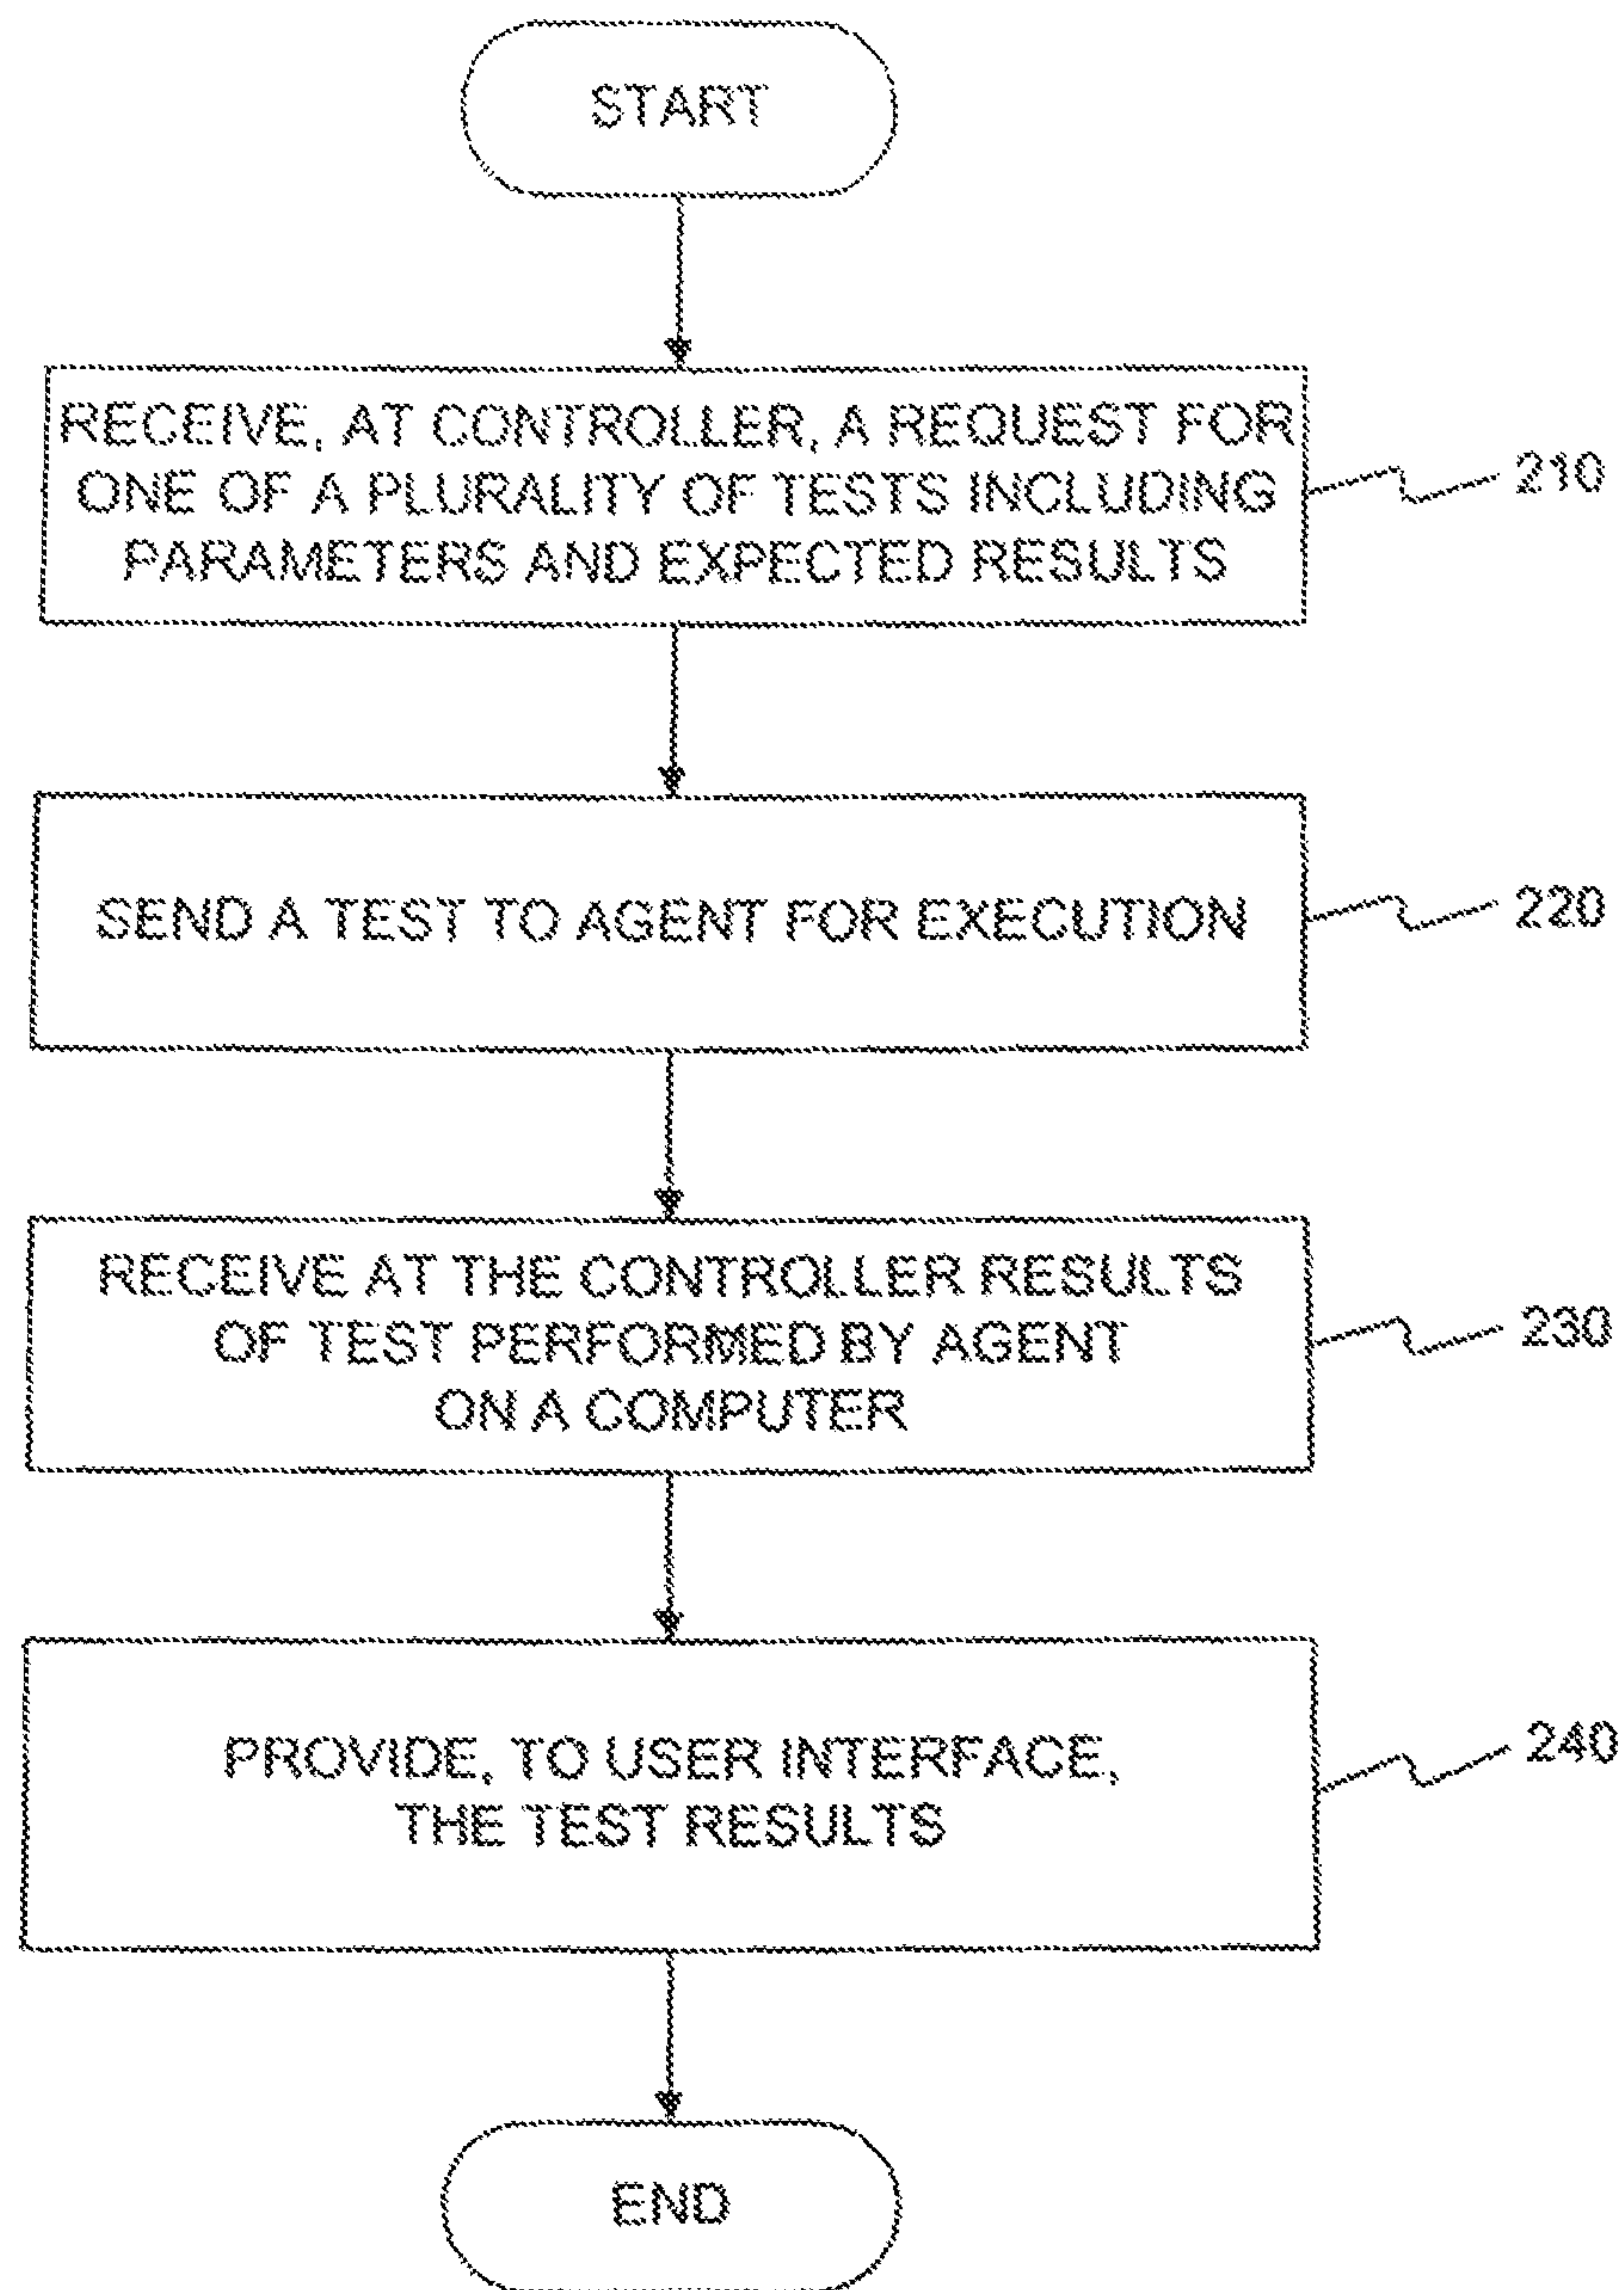 START
RECEIVE, AT CONTROLLER, A REQUEST FOR
ONE OF A PLURALITY OF TESTS INCLUDING
PARAMETERS AND EXPECTED RESULTS
210
SEND A TEST TO AGENT FOR EXECUTION
220
RECEIVE AT THE CONTROLLER RESULTS
OF TEST PERFORMED BY AGENT
ON A COMPUTER
230
PROVIDE, TO USER INTERFACE,
THE TEST RESULTS
240
END